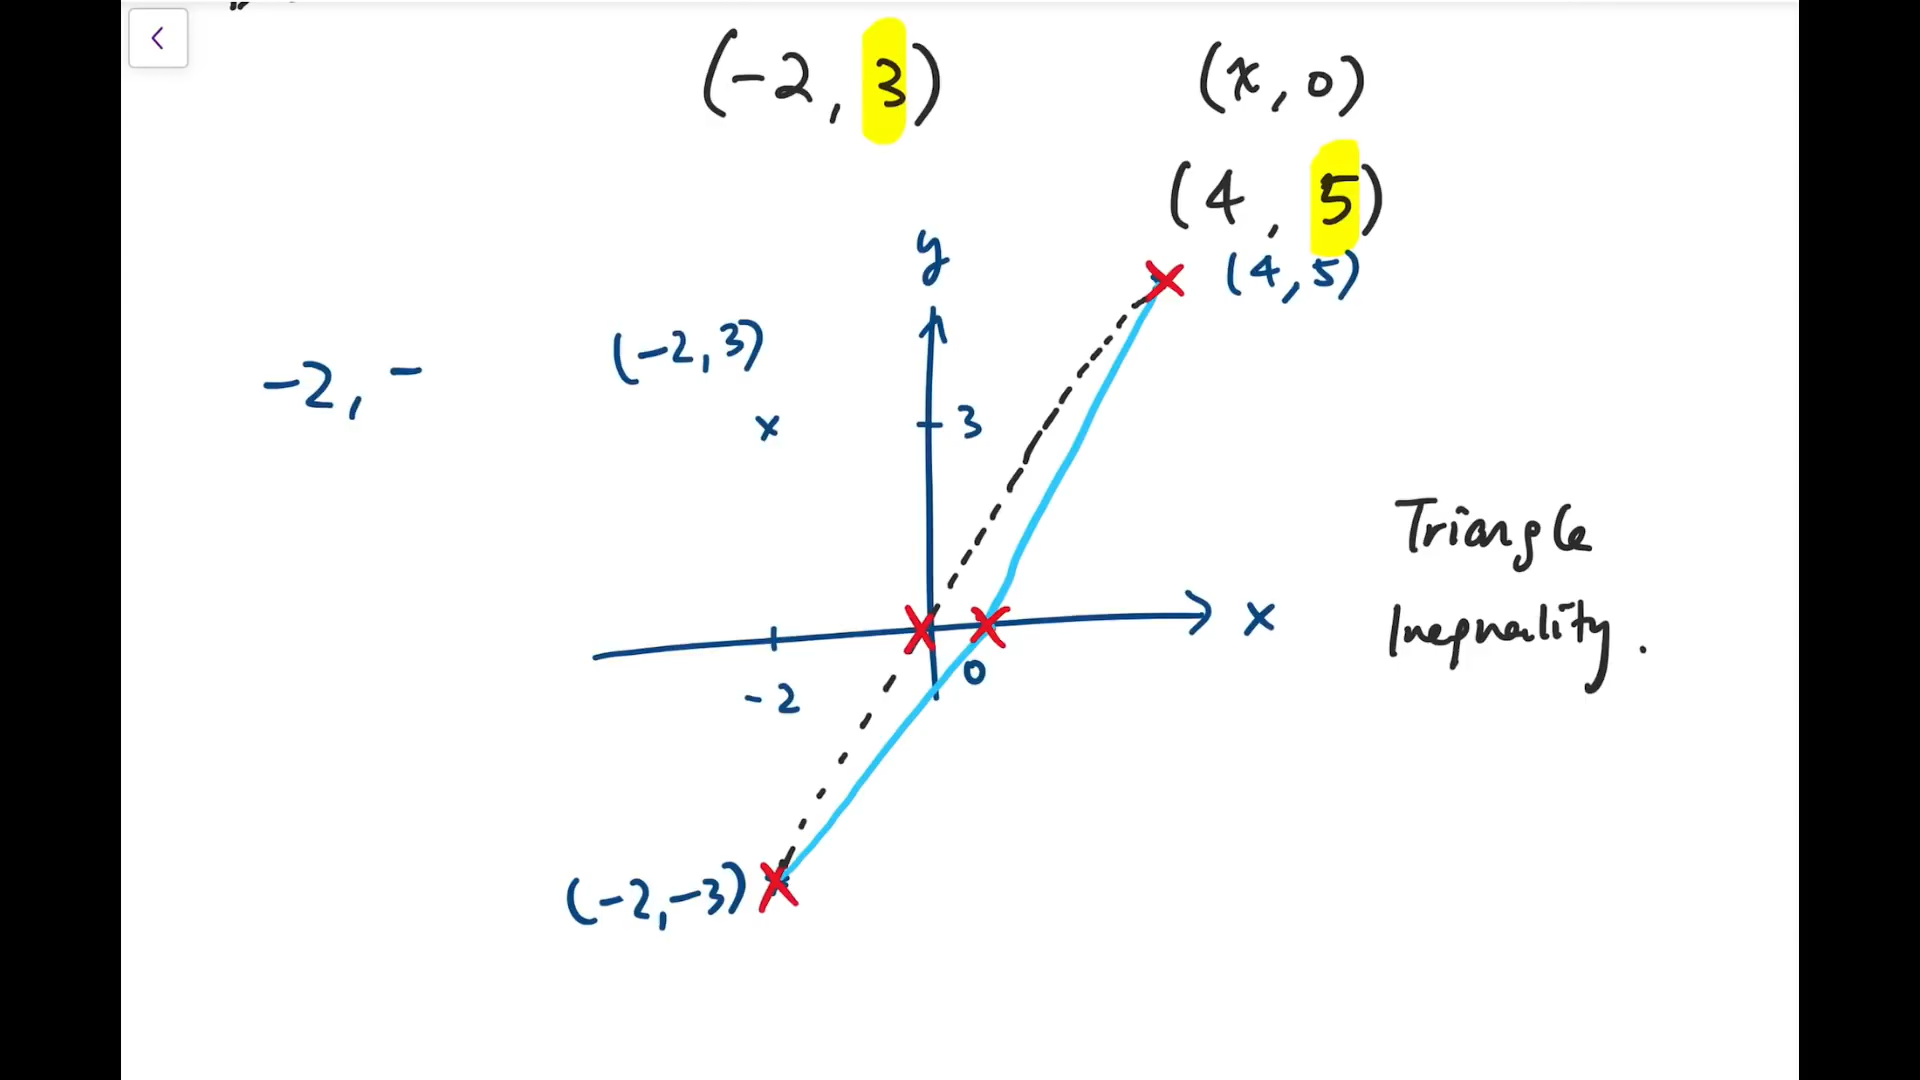 (-2, 3)
(x, 0)
(4, 5)
y
(4, 5)
(-2, 3)
-2, -
x
3
Triangle
Inequality.
x
0
-2
(-2, -3)